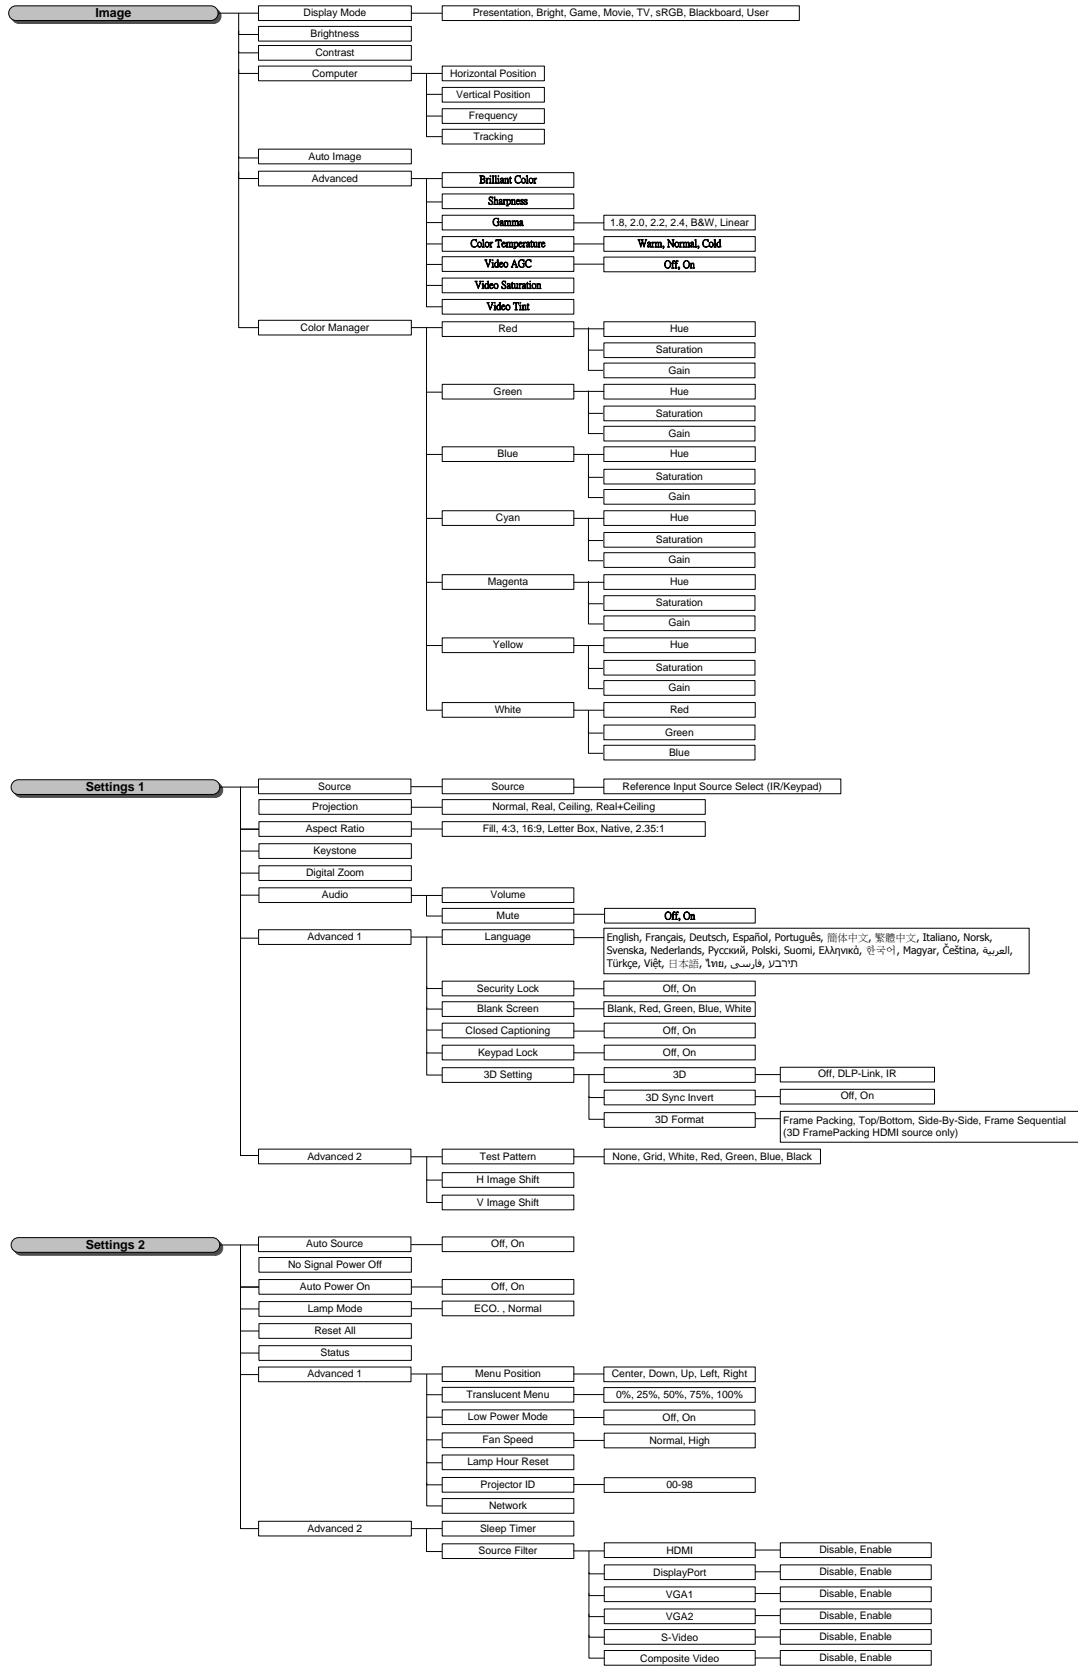 Image
Display Mode
Presentation, Bright, Game, Movie, TV, sRGB, Blackboard, User
Brightness
Contrast
Computer
Horizontal Position
Vertical Position
Frequency
Tracking
Auto Image
Advanced
Brilliant Color
Sharpness
Gamma
1.8, 2.0, 2.2, 2.4, B&W, Linear
Color Temperature
Warm, Normal, Cold
Video AGC
Off, On
Video Saturation
Video Tint
Color Manager
Red
Hue
Saturation
Gain
Green
Hue
Saturation
Gain
Blue
Hue
Saturation
Gain
Cyan
Hue
Saturation
Gain
Magenta
Hue
Saturation
Gain
Yellow
Hue
Saturation
Gain
White
Red
Green
Blue
Settings 1
Source
Source
Reference Input Source Select (IR/Keypad)
Projection
Normal, Real, Ceiling, Real+Ceiling
Aspect Ratio
Fill, 4:3, 16:9, Letter Box, Native, 2.35:1
Keystone
Digital Zoom
Audio
Volume
Mute
Off, On
Advanced 1
Language
English, Français, Deutsch, Español, Português, 簡体中文, 繁體中文, Italiano, Norsk,
Svenska, Nederlands, Русский, Polski, Suomi, Ελληνικά, 한국어, Magyar, Čeština, العربية,
Türkçe, Việt, 日本語, ไทย, فارسی, תירבע
Security Lock
Off, On
Blank Screen
Blank, Red, Green, Blue, White
Closed Captioning
Off, On
Keypad Lock
Off, On
3D Setting
3D
Off, DLP-Link, IR
3D Sync Invert
Off, On
3D Format
Frame Packing, Top/Bottom, Side-By-Side, Frame Sequential
(3D FramePacking HDMI source only)
Advanced 2
Test Pattern
None, Grid, White, Red, Green, Blue, Black
H Image Shift
V Image Shift
Settings 2
Auto Source
Off, On
No Signal Power Off
Auto Power On
Off, On
Lamp Mode
ECO. , Normal
Reset All
Status
Advanced 1
Menu Position
Center, Down, Up, Left, Right
Translucent Menu
0%, 25%, 50%, 75%, 100%
Low Power Mode
Off, On
Fan Speed
Normal, High
Lamp Hour Reset
Projector ID
00-98
Network
Advanced 2
Sleep Timer
Source Filter
HDMI
Disable, Enable
DisplayPort
Disable, Enable
VGA1
Disable, Enable
VGA2
Disable, Enable
S-Video
Disable, Enable
Composite Video
Disable, Enable